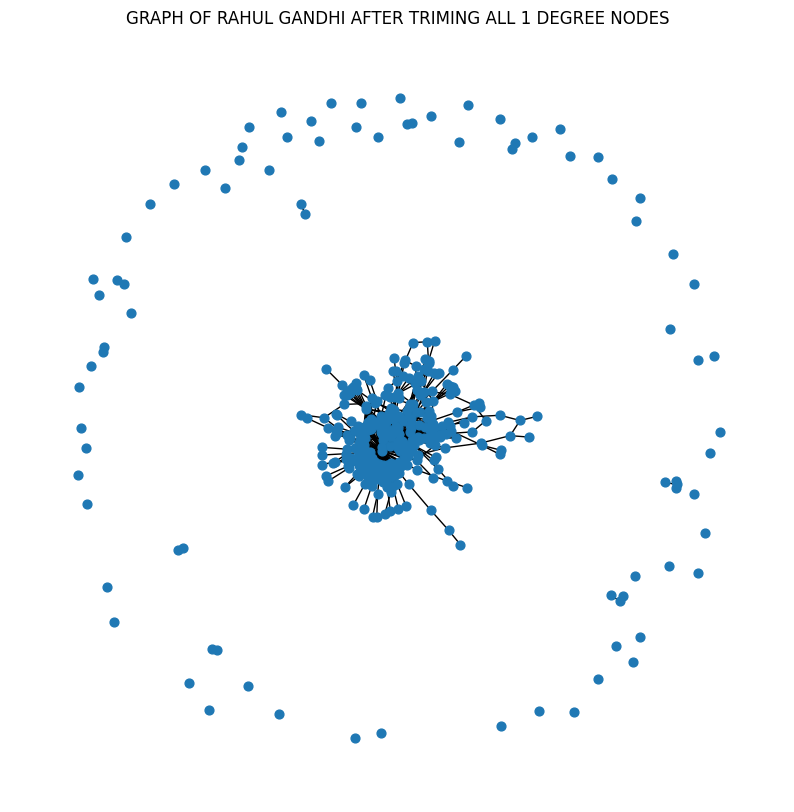 GRAPH OF RAHUL GANDHI AFTER TRIMING ALL 1 DEGREE NODES